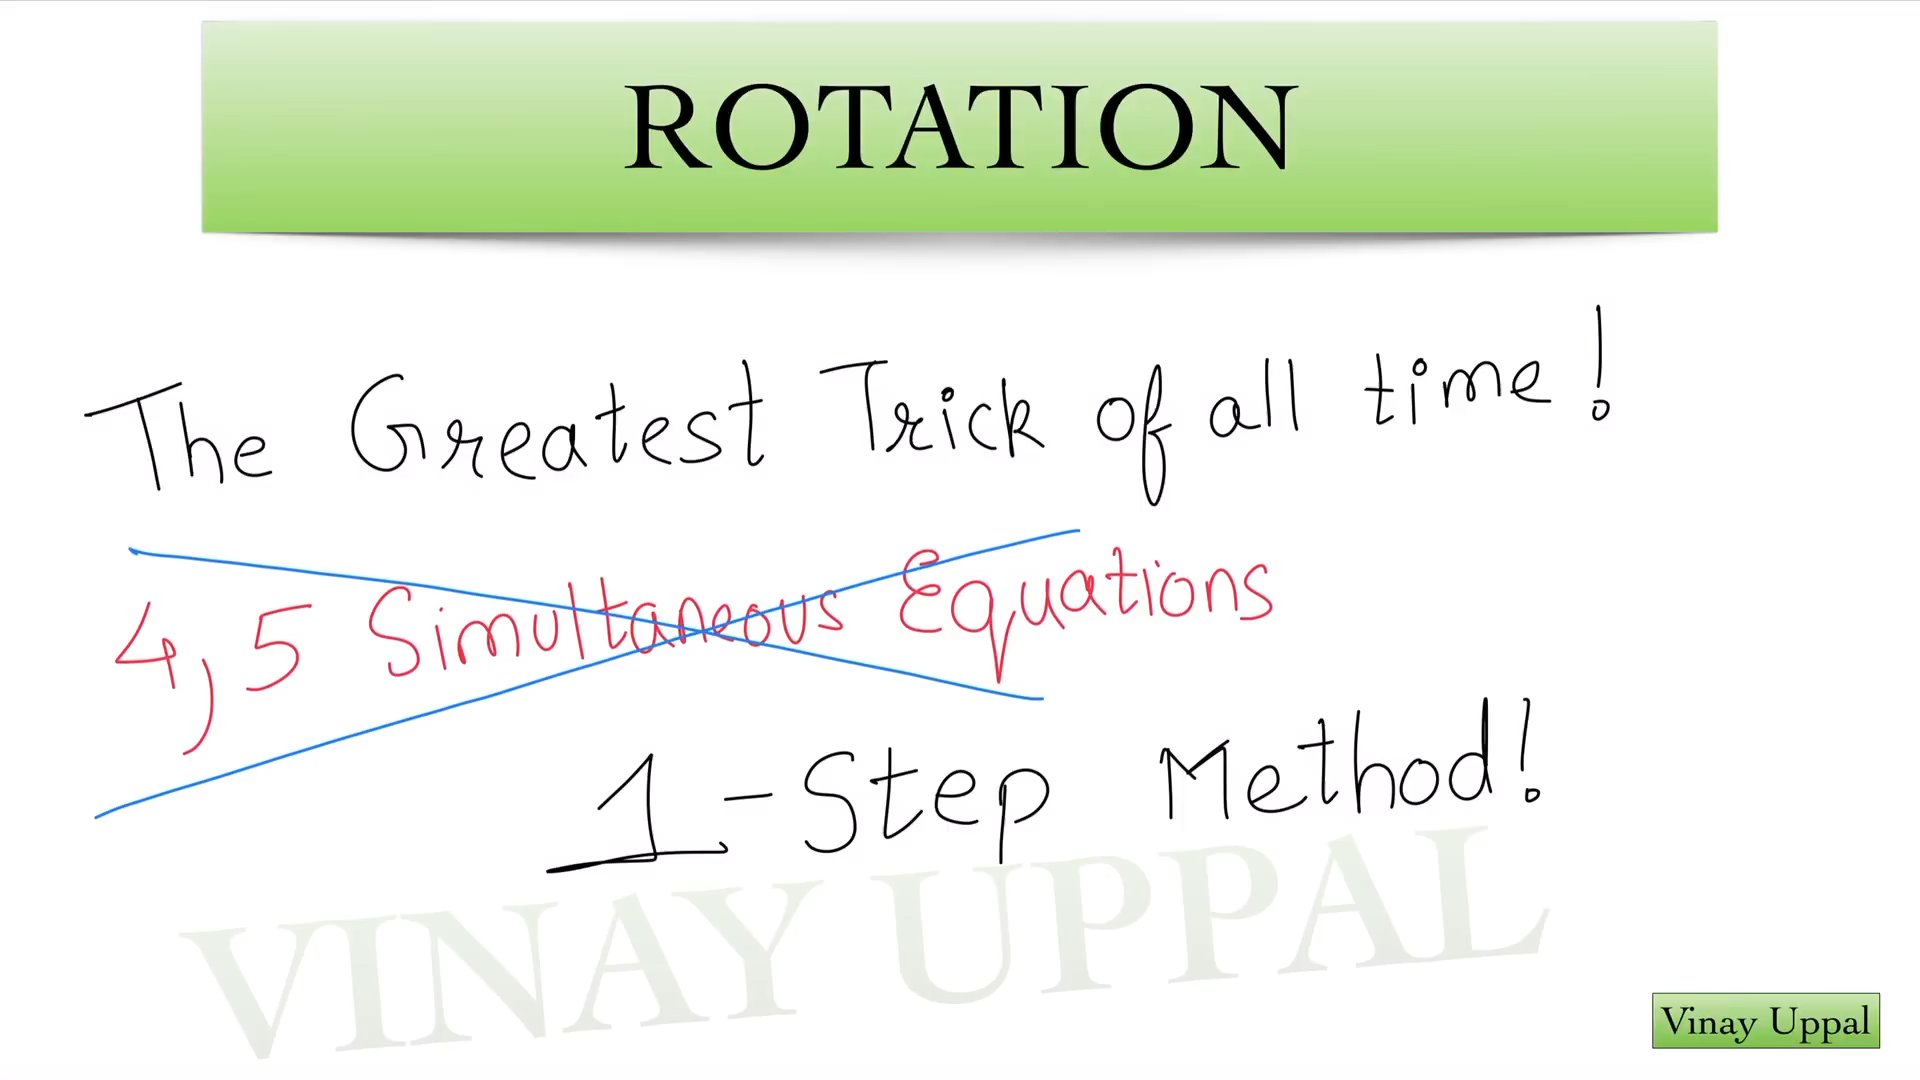 ROTATION
The Greatest Trick of all time!
4,5 Simultaneous Equations
1-Step Method!
VINAY UPPAL
Vinay Uppal